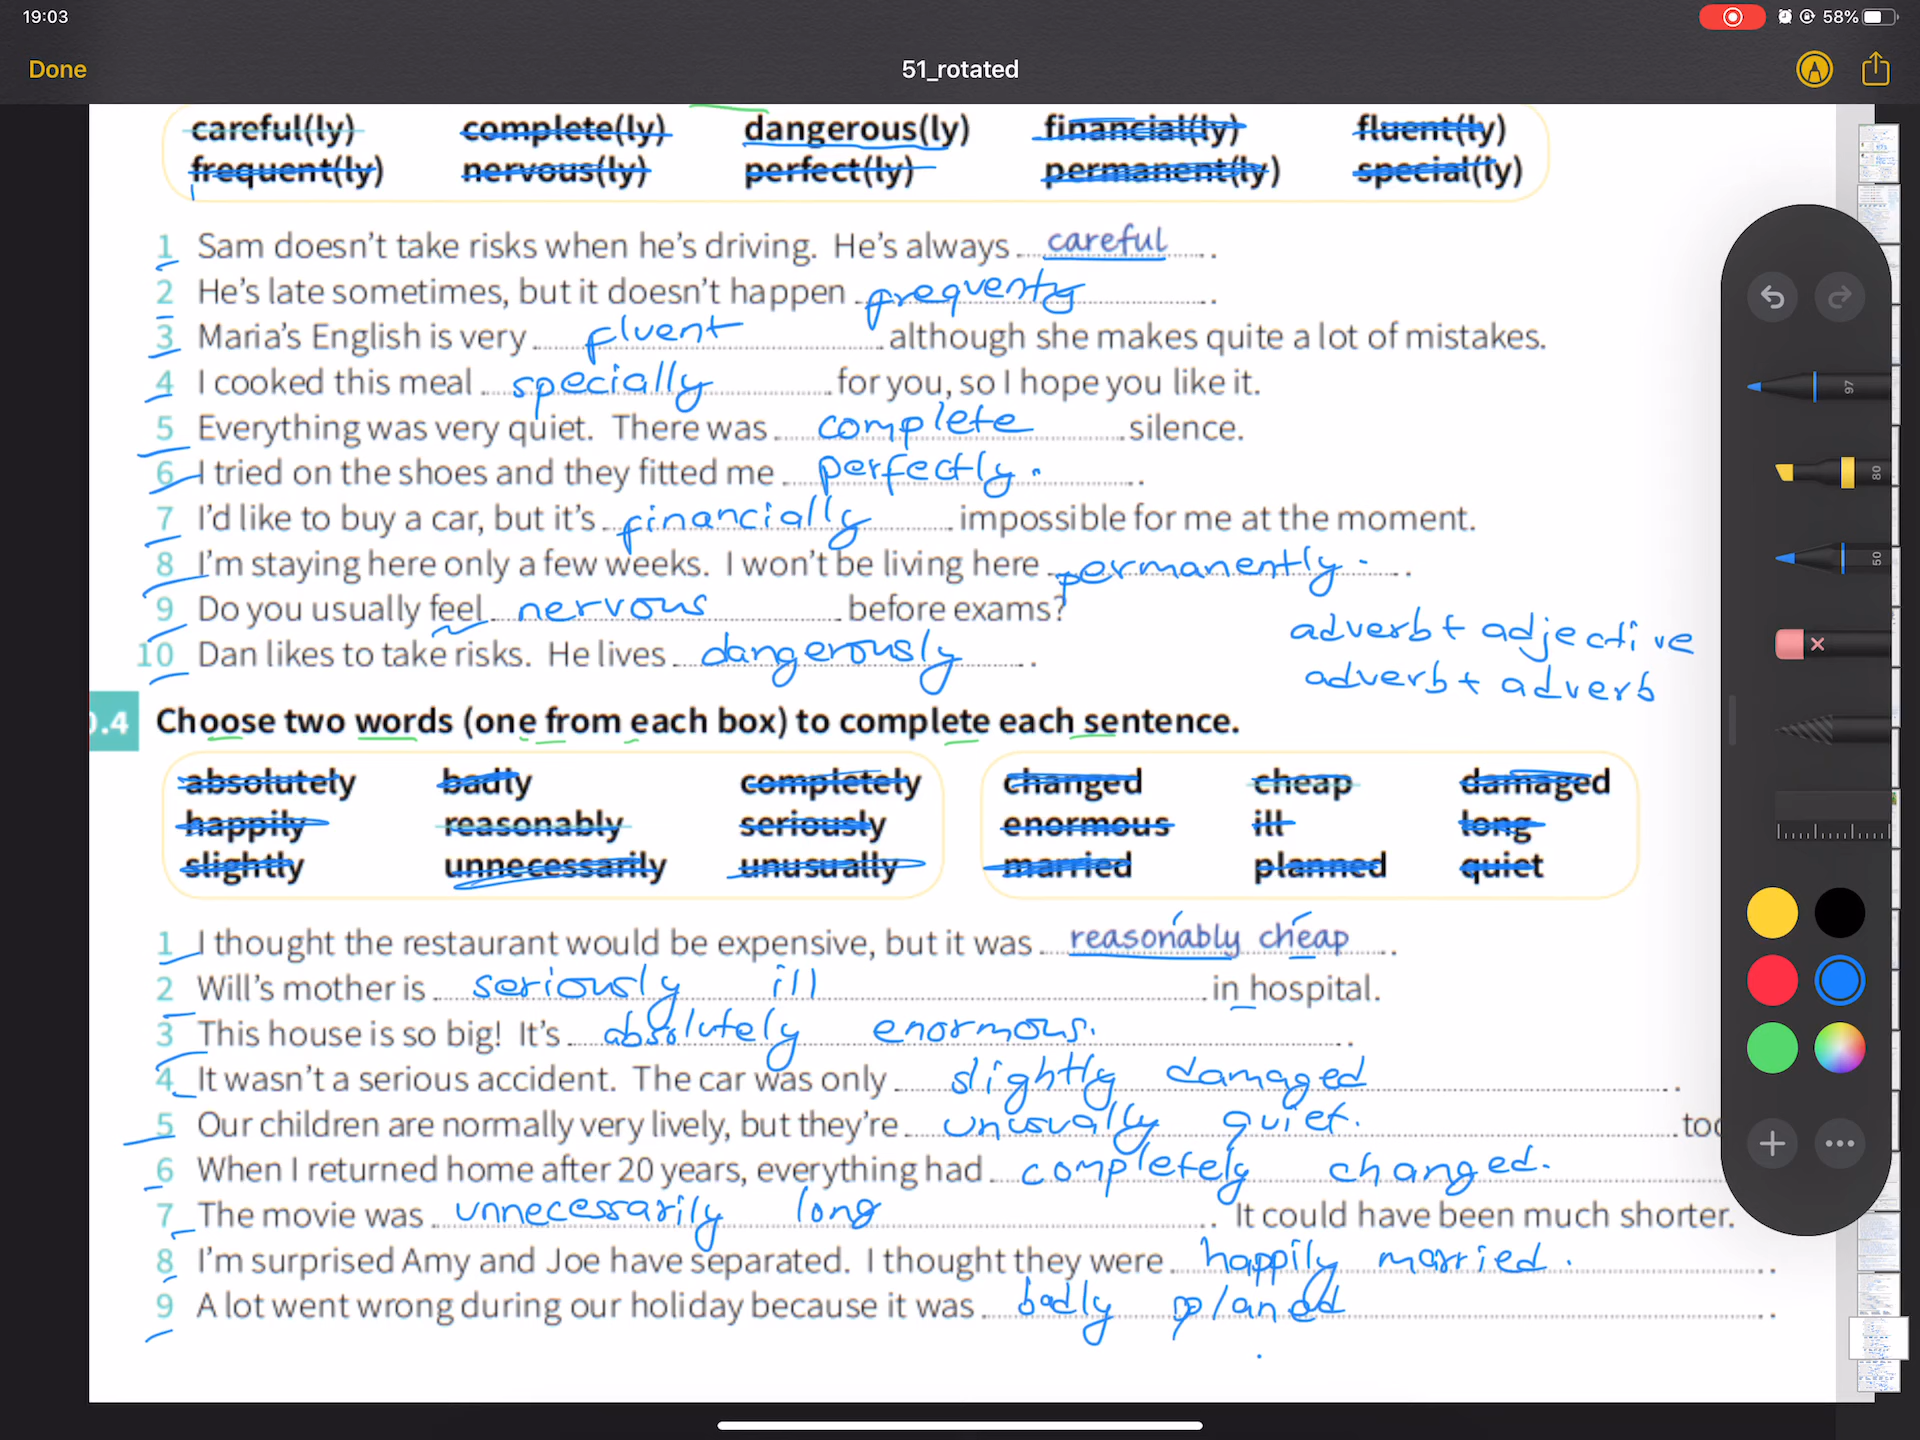 19:03
58%
Done
51_rotated
careful(ly) complete(ly) dangerous(ly) financial(ly) fluent(ly)
frequent(ly) nervous(ly) perfect(ly) permanent(ly) special(ly)
1 Sam doesn't take risks when he's driving. He's always careful.
2 He's late sometimes, but it doesn't happen frequently.
3 Maria's English is very fluent although she makes quite a lot of mistakes.
4 I cooked this meal specially for you, so I hope you like it.
5 Everything was very quiet. There was complete silence.
6 I tried on the shoes and they fitted me perfectly.
7 I'd like to buy a car, but it's financially impossible for me at the moment.
8 I'm staying here only a few weeks. I won't be living here permanently.
9 Do you usually feel nervous before exams?
adverb + adjective
10 Dan likes to take risks. He lives dangerously.
adverb + adverb
.4 Choose two words (one from each box) to complete each sentence.
absolutely badly completely changed cheap damaged
happily reasonably seriously enormous ill long
slightly unnecessarily unusually married planned quiet
1 I thought the restaurant would be expensive, but it was reasonably cheap.
2 Will's mother is seriously ill in hospital.
3 This house is so big! It's absolutely enormous.
4 It wasn't a serious accident. The car was only slightly damaged.
5 Our children are normally very lively, but they're unusually quiet.
6 When I returned home after 20 years, everything had completely changed.
7 The movie was unnecessarily long. It could have been much shorter.
8 I'm surprised Amy and Joe have separated. I thought they were happily married.
9 A lot went wrong during our holiday because it was badly planed.
97
80
50